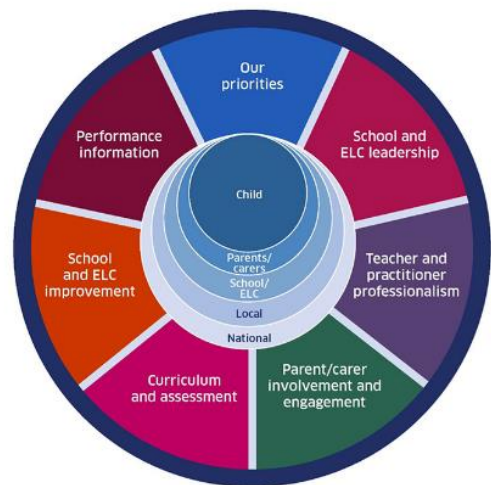 Our
priorities
School and
ELC leadership
Teacher and
practitioner
professionalism
Parent/carer
involvement and
engagement
Curriculum
and assessment
School
and ELC
improvement
Performance
information
Child
Parents/
carers
School/
ELC
Local
National